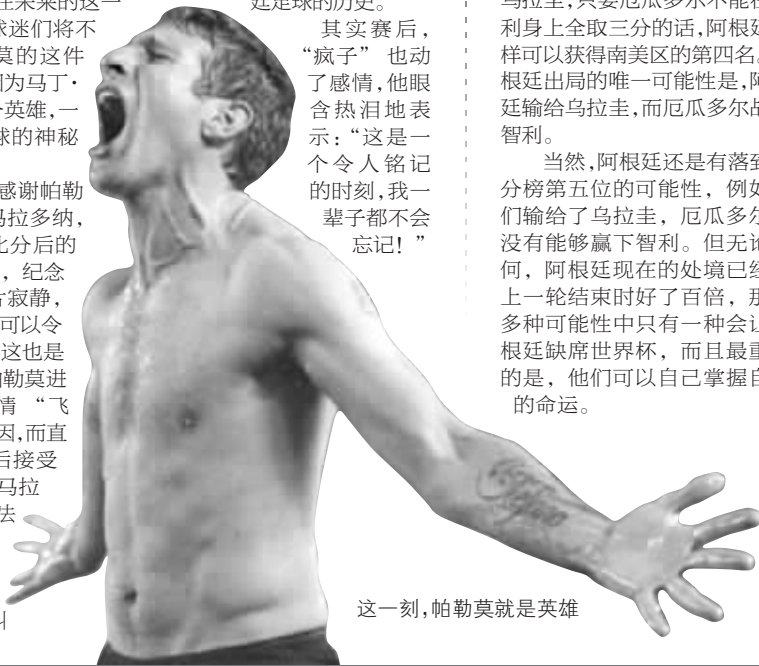 未来的这一
球迷们将不
莫的这件
因为马丁·
英雄,一
球的神秘
感谢帕勒
马拉多纳,
比分后的
，纪念
片寂静，
可以令
这也是
帕勒莫进
情 “飞
因,而直
后接受
马拉
去
廷足球的历史。
其实赛后，
“疯子” 也动
了感情,他眼
含热泪地表
示：“这是一
个令人铭记
的时刻,我一
辈子都不会
忘记！”
乌拉圭,只要厄瓜多尔不能在
利身上全取三分的话,阿根廷
样可以获得南美区的第四名。
根廷出局的唯一可能性是,阿
廷输给乌拉圭,而厄瓜多尔战
智利。
当然,阿根廷还是有落到
分榜第五位的可能性，例如
们输给了乌拉圭，厄瓜多尔
没有能够赢下智利。但无论
何，阿根廷现在的处境已经
上一轮结束时好了百倍，那
多种可能性中只有一种会让
根廷缺席世界杯，而且最重
的是，他们可以自己掌握自
的命运。
这一刻,帕勒莫就是英雄